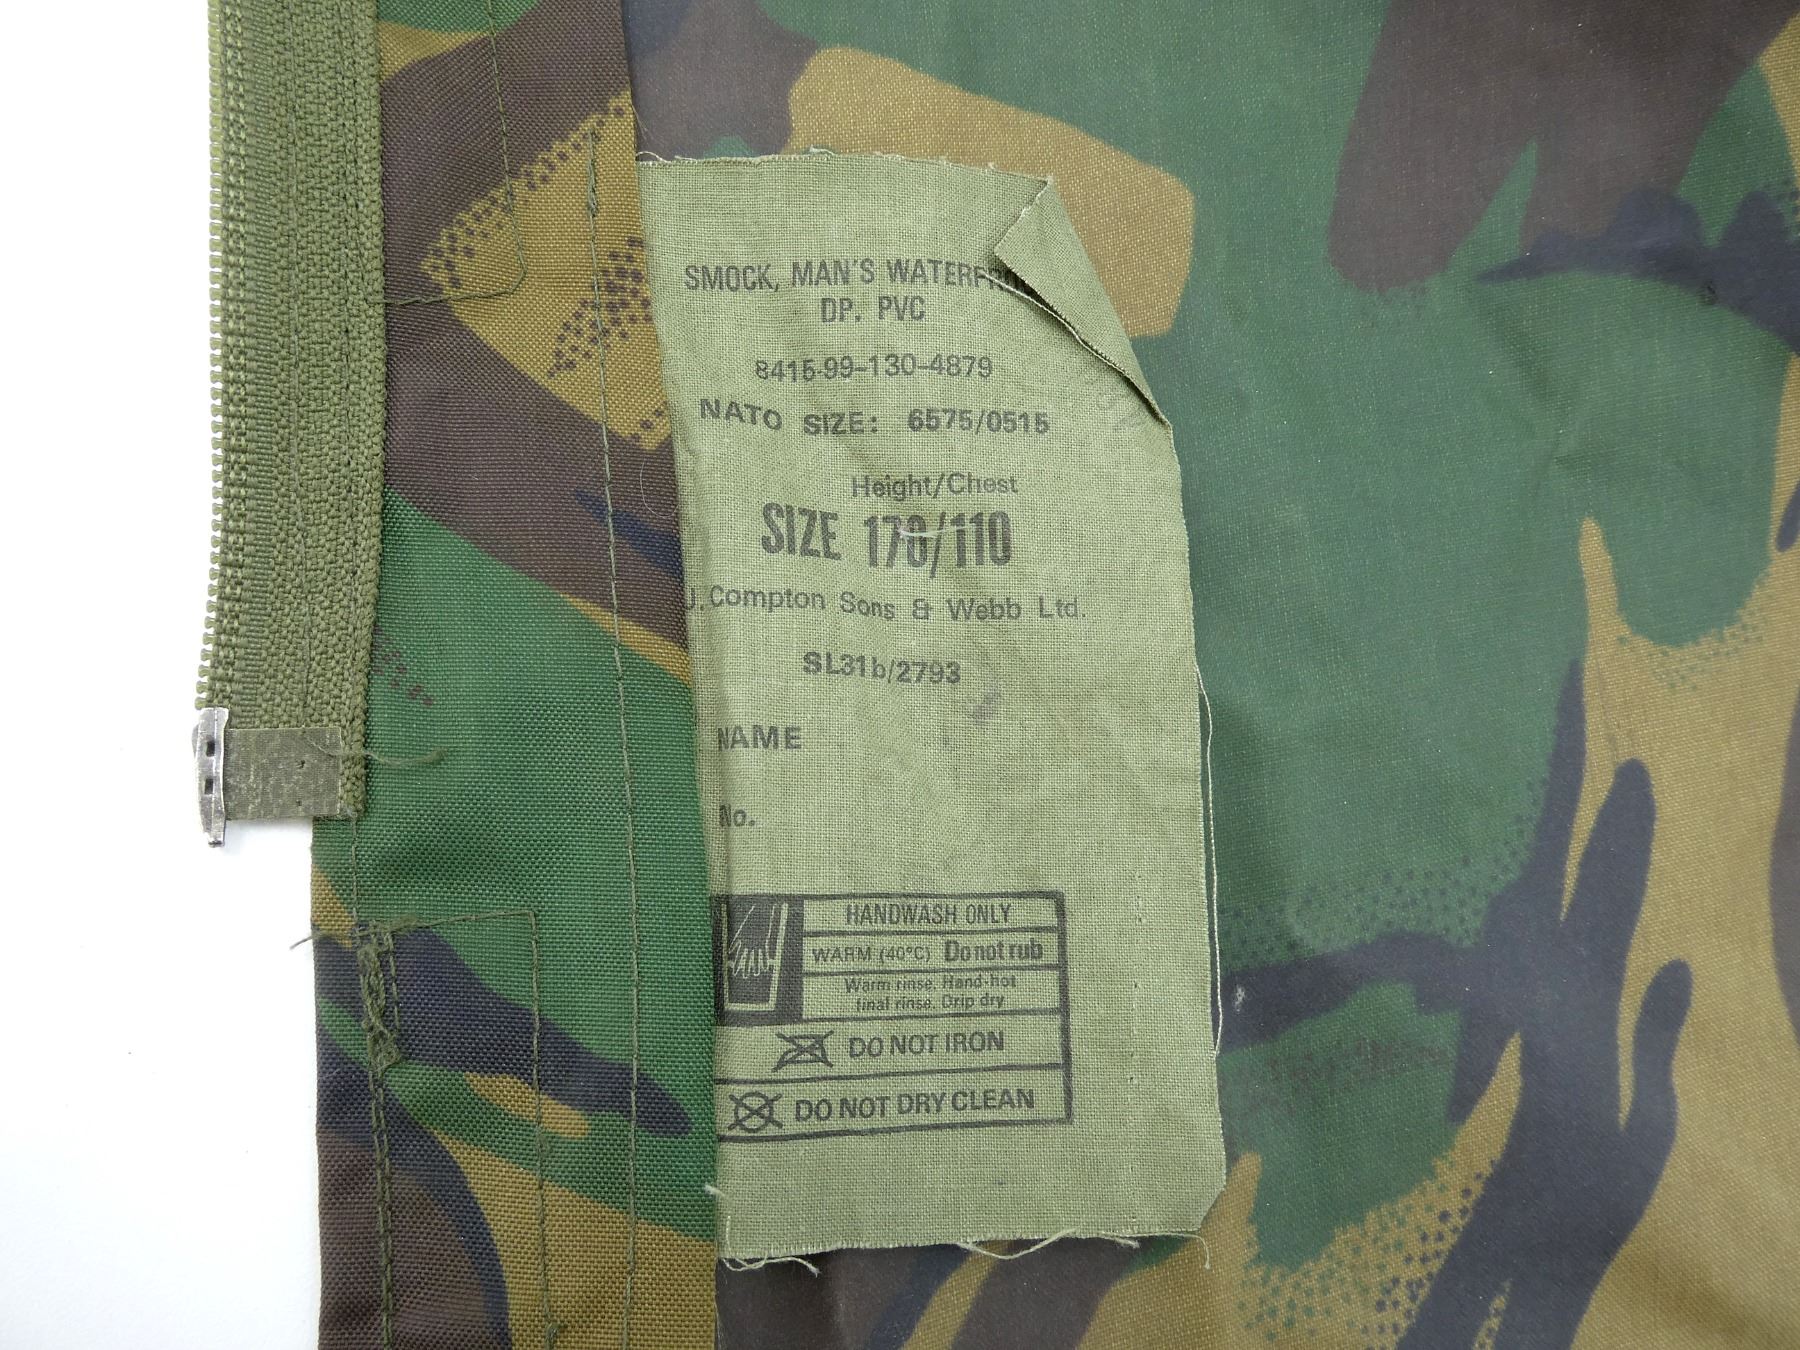 SMOCK, MAN'S
DP. PVC
8415-99-130-4879
NATO SIZE: 6575/0515
Height/Chest
SIZE 170/110
J. Compton Sons & Webb Ltd.
SL31b/2793
NAME
No.
HANDWASH ONLY
WARM (40°C) Do not rub
Warm rinse. Hand-hot
final rinse. Drip dry
DO NOT IRON
DO NOT DRY CLEAN